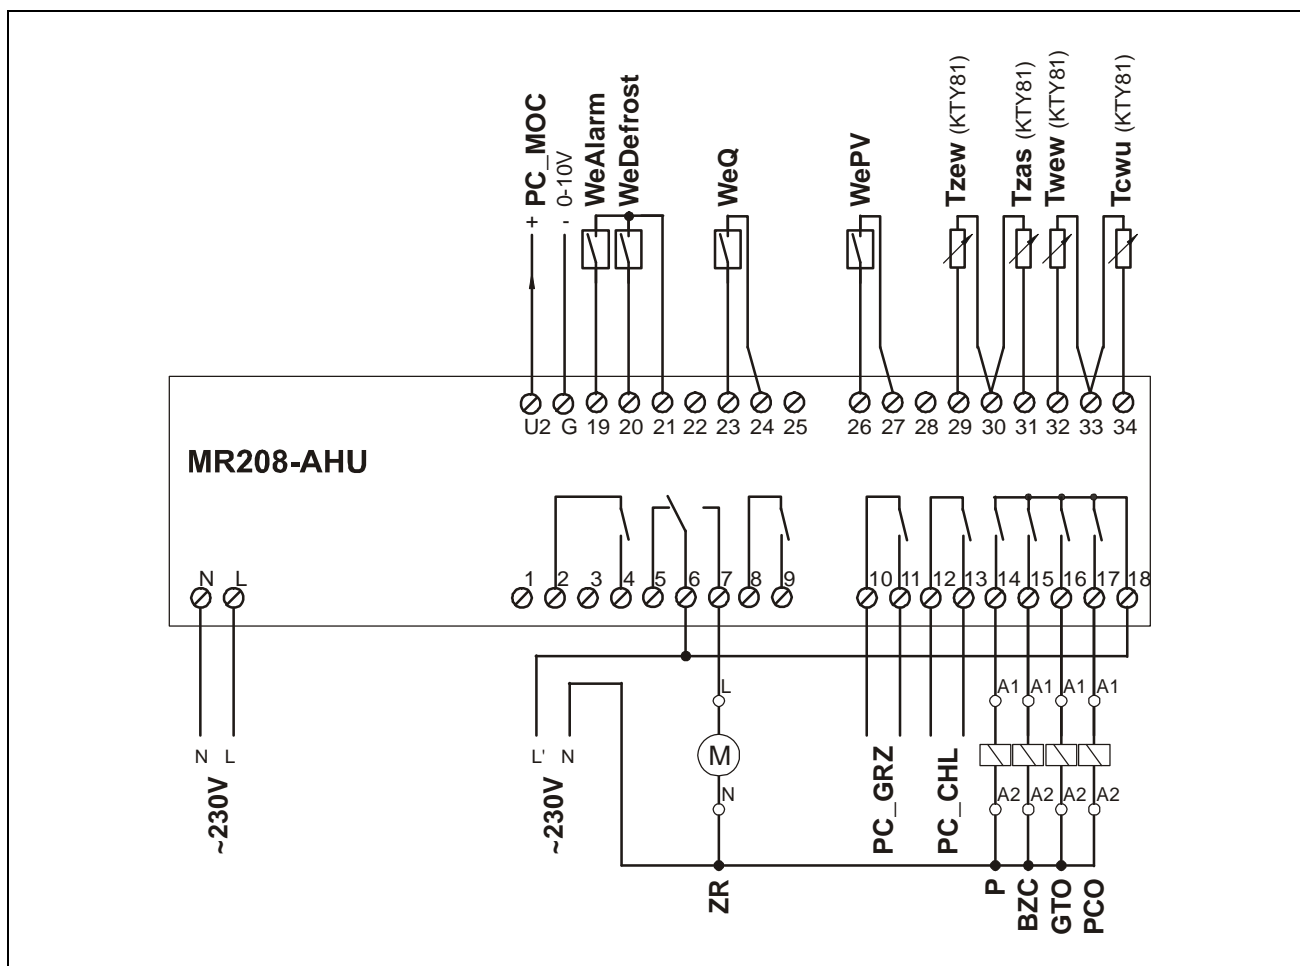 + PC_MOC
- 0-10V
WeAlarm
WeDefrost
WeQ
WePV
Tzew (KTY81)
Tzas (KTY81)
Twew (KTY81)
Tcwu (KTY81)
U2 G 19 20 21 22 23 24 25 26 27 28 29 30 31 32 33 34
MR208-AHU
N L 1 2 3 4 5 6 7 8 9 10 11 12 13 14 15 16 17 18
L A1 A1 A1 A1
N L
~230V
L' N
~230V
M
PC_GRZ
PC_CHL
N A2 A2 A2 A2
ZR
P
BZC
GTO
PCO